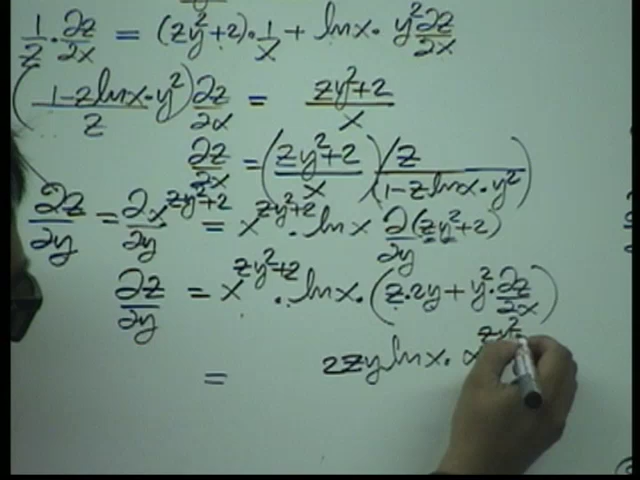 1/z · ∂z/∂x = (zy²+2) · 1/x + ln x · y² ∂z/∂x
((1-z ln x · y²)/z) ∂z/∂x = (zy²+2)/x
∂z/∂x = ((zy²+2)/x) (z/(1-z ln x · y²))
∂z/∂y = ∂x^(zy²+2)/∂y = x^(zy²+2) · ln x ∂(zy²+2)/∂y
∂z/∂y = x^(zy²+2) · ln x · (z · 2y + y² · ∂z/∂x)
= 2zy ln x · x^(zy²